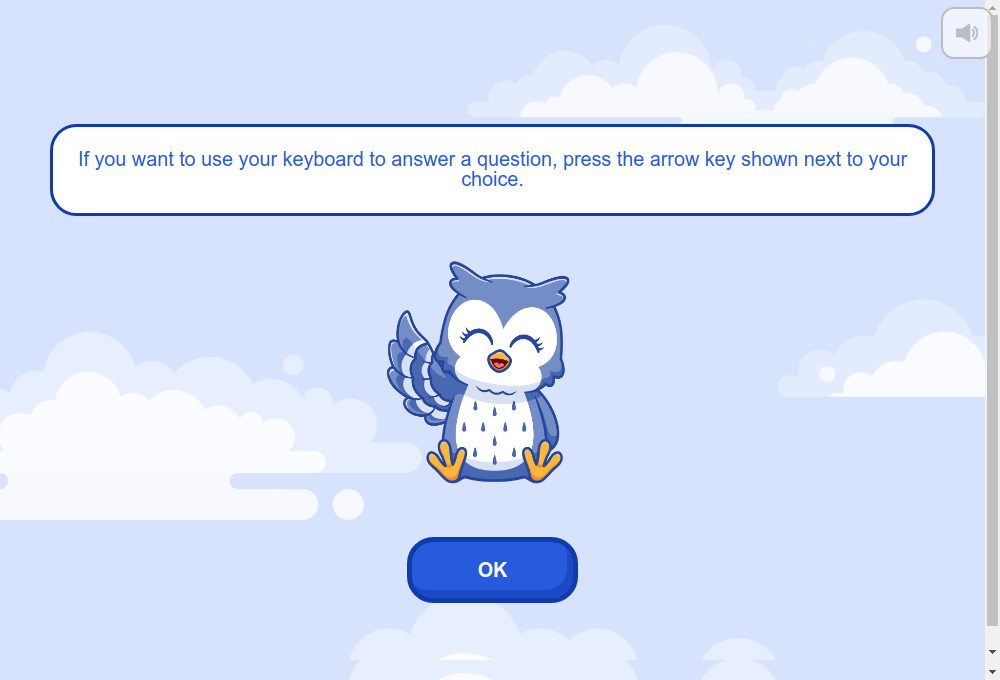 If you want to use your keyboard to answer a question, press the arrow key shown next to your
choice.
OK